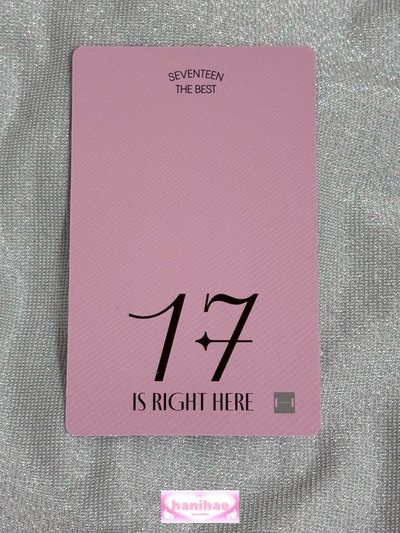 SEVENTEEN
THE BEST
17
IS RIGHT HERE
hanihae